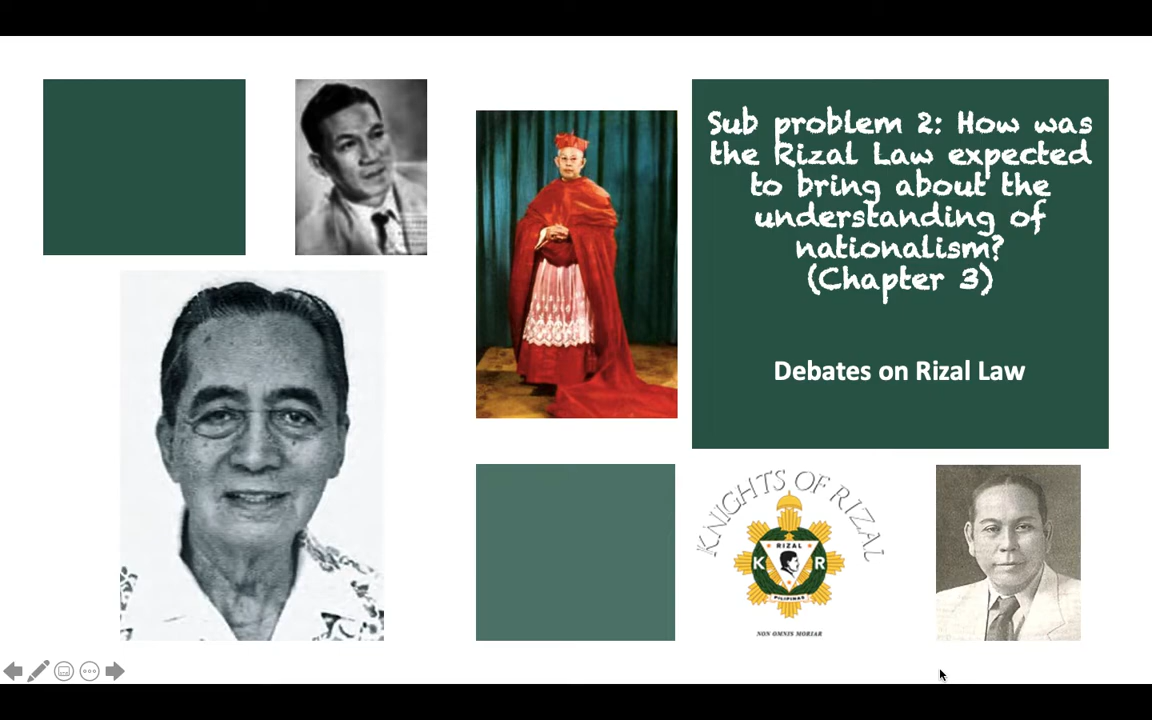 Sub problem 2: How was
the Rizal Law expected
to bring about the
understanding of
nationalism?
(Chapter 3)
Debates on Rizal Law
KNIGHTS OF RIZAL
RIZAL
K R
PILIPINAS
NON OMNIS MORIAR